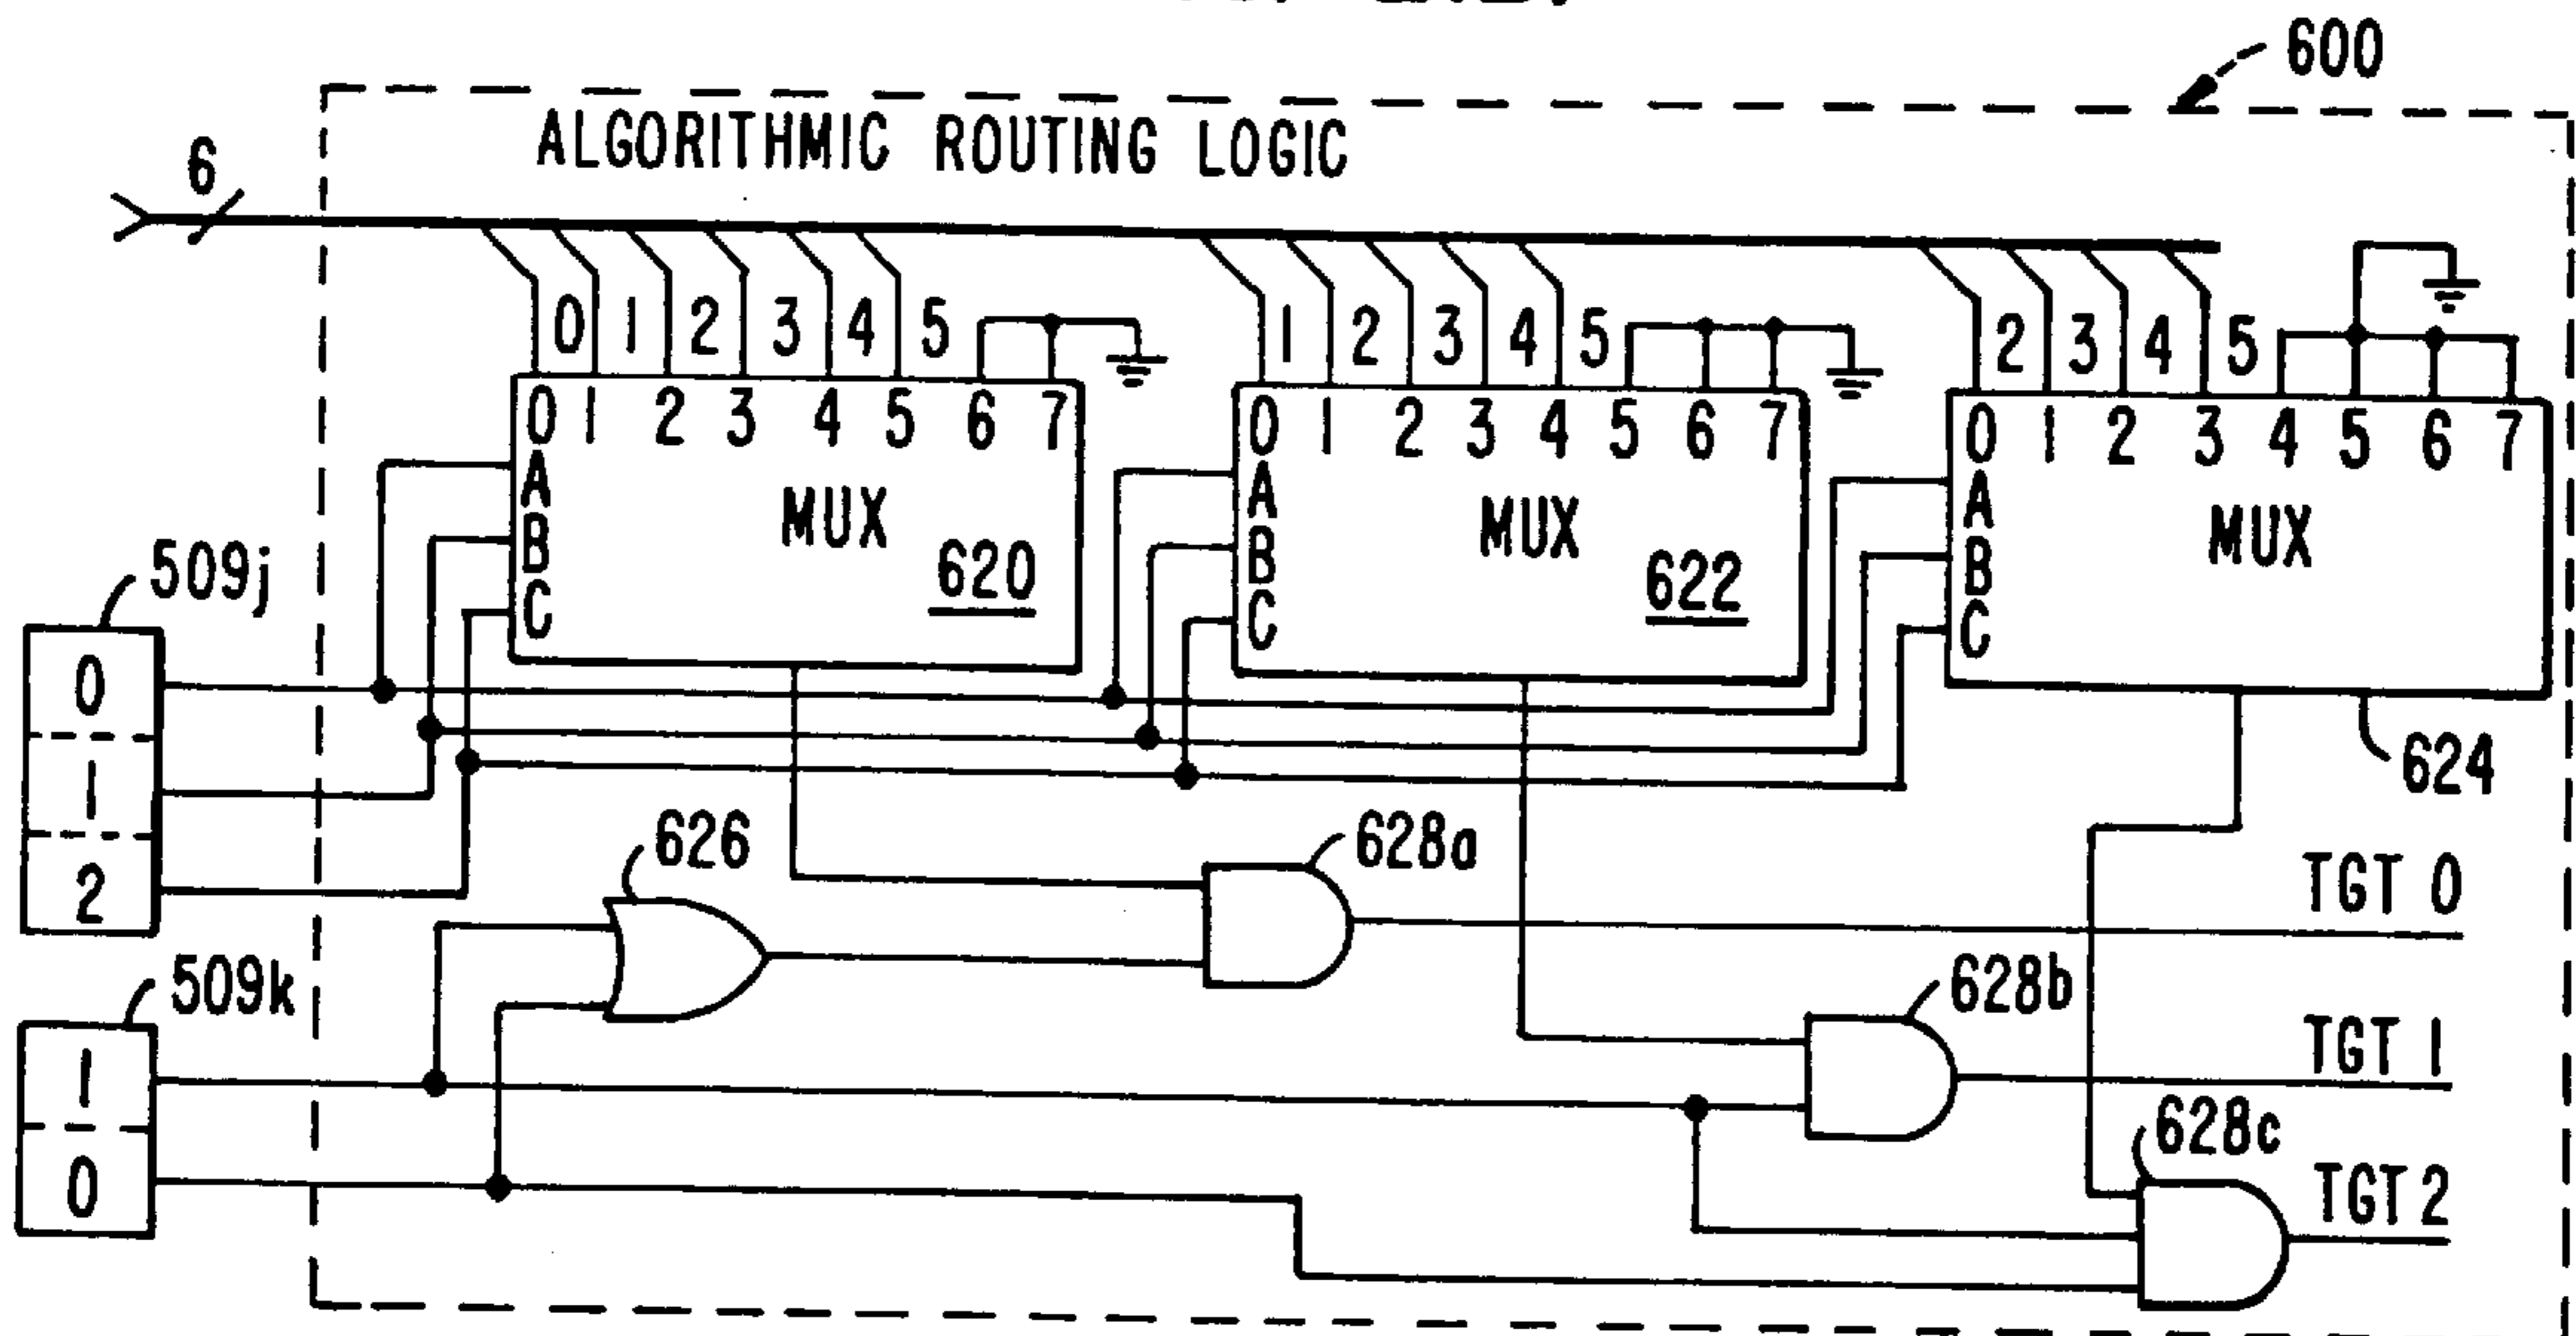 600
ALGORITHMIC ROUTING LOGIC
6
0 1 2 3 4 5
1 2 3 4 5
2 3 4 5
0 1 2 3 4 5 6 7
0 1 2 3 4 5 6 7
0 1 2 3 4 5 6 7
A
B
C
MUX
620
A
B
C
MUX
622
A
B
C
MUX
624
509j
0
1
2
626
628a
TGT 0
509k
1
0
628b
TGT 1
628c
TGT 2